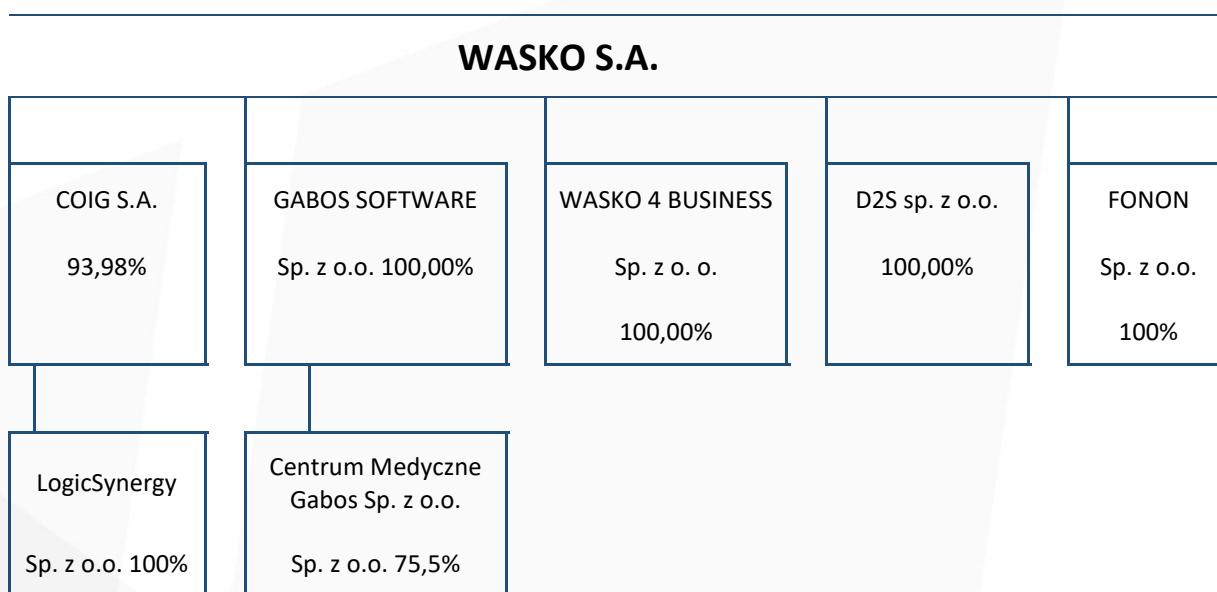 WASKO S.A.
COIG S.A.
93,98%
GABOS SOFTWARE
Sp. z o.o. 100,00%
WASKO 4 BUSINESS
Sp. z o. o.
100,00%
D2S sp. z o.o.
100,00%
FONON
Sp. z o.o.
100%
LogicSynergy
Sp. z o.o. 100%
Centrum Medyczne
Gabos Sp. z o.o.
Sp. z o.o. 75,5%